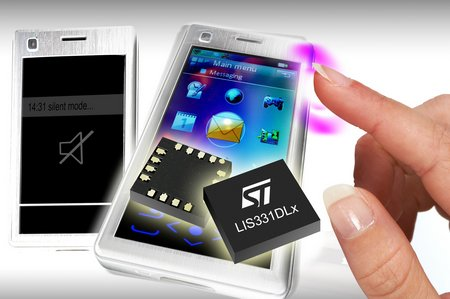 14:31 silent mode...
Main menu
Messaging
ST
LIS331DLx